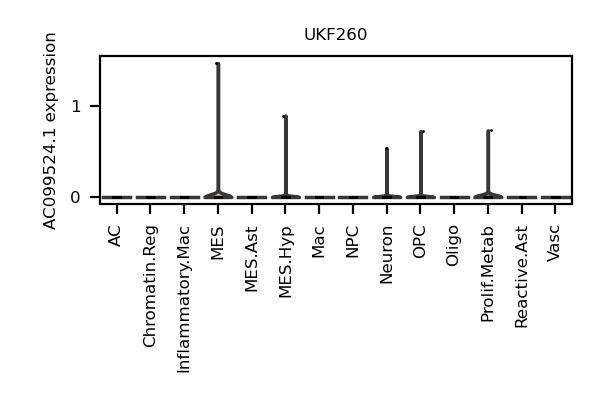 UKF260
AC099524.1 expression
1
0
AC
Chromatin.Reg
Inflammatory.Mac
MES
MES.Ast
MES.Hyp
Mac
NPC
Neuron
OPC
Oligo
Prolif.Metab
Reactive.Ast
Vasc